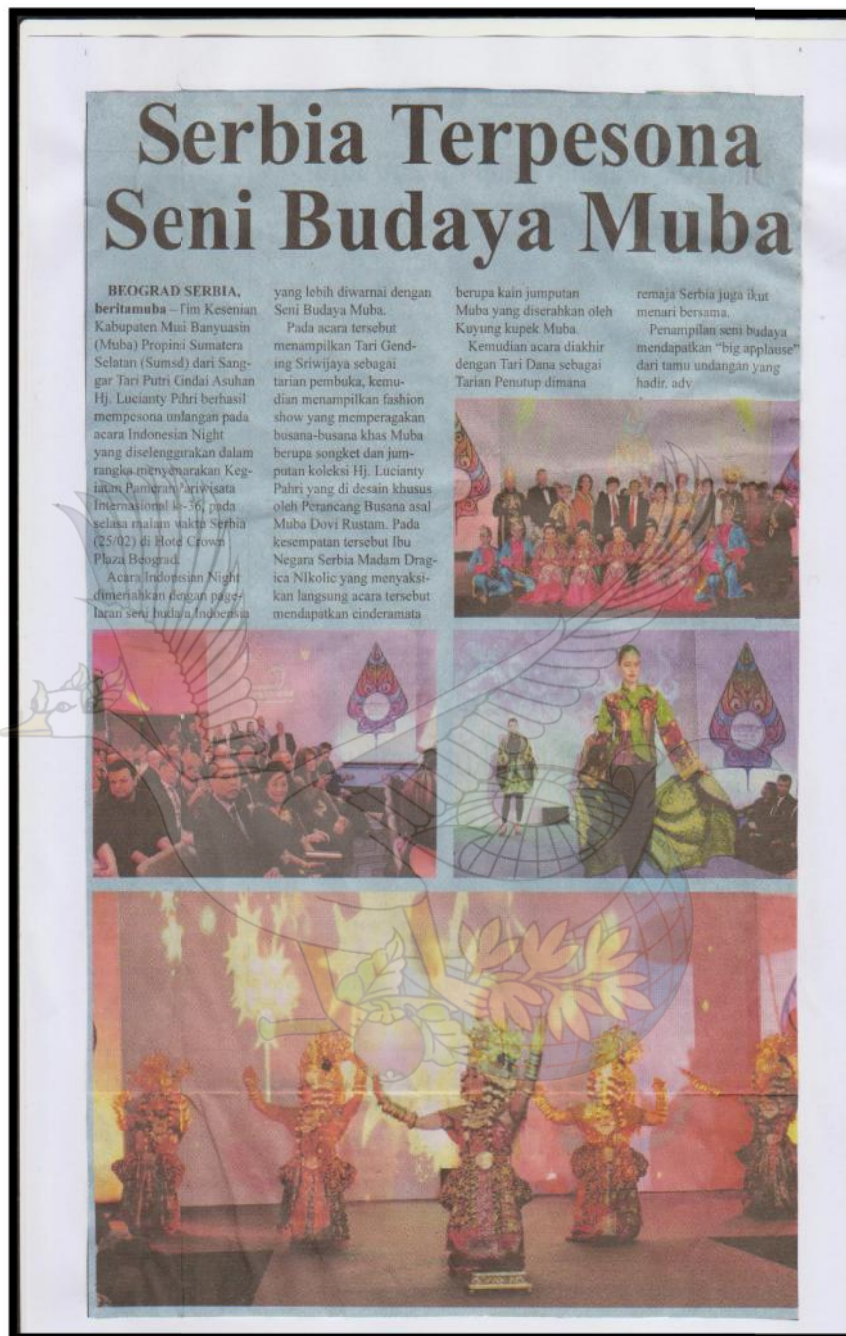 Serbia Terpesona
Seni Budaya Muba
BEOGRAD SERBIA,
beritamuba – Tim Kesenian
Kabupaten Musi Banyuasin
(Muba) Propinsi Sumatera
Selatan (Sumsd) dari Sang-
gar Tari Putri Cindai Asuhan
Hj. Lucianty Pahri berhasil
mempesona undangan pada
acara Indonesian Night
yang diselenggarakan dalam
rangka menyemarakan Keg-
iatan Pameran Pariwisata
Internasional ke-36, pada
selasa malam waktu Serbia
(25/02) di Hotel Crown
Plaza Beograd.
Acara Indonesian Night
dimeriahkan dengan page-
laran seni budaya Indoensia
yang lebih diwarnai dengan
Seni Budaya Muba.
Pada acara tersebut
menampilkan Tari Gend-
ing Sriwijaya sebagai
tarian pembuka, kemu-
dian menampilkan fashion
show yang memperagakan
busana-busana khas Muba
berupa songket dan jum-
putan koleksi Hj. Lucianty
Pahri yang di desain khusus
oleh Perancang Busana asal
Muba Dovi Rustam. Pada
kesempatan tersebut Ibu
Negara Serbia Madam Drag-
ica NIkolic yang menyaksi-
kan langsung acara tersebut
mendapatkan cinderamata
berupa kain jumputan
Muba yang diserahkan oleh
Kuyung kupek Muba.
Kemudian acara diakhir
dengan Tari Dana sebagai
Tarian Penutup dimana
remaja Serbia juga ikut
menari bersama.
Penampilan seni budaya
mendapatkan “big applause”
dari tamu undangan yang
hadir. adv